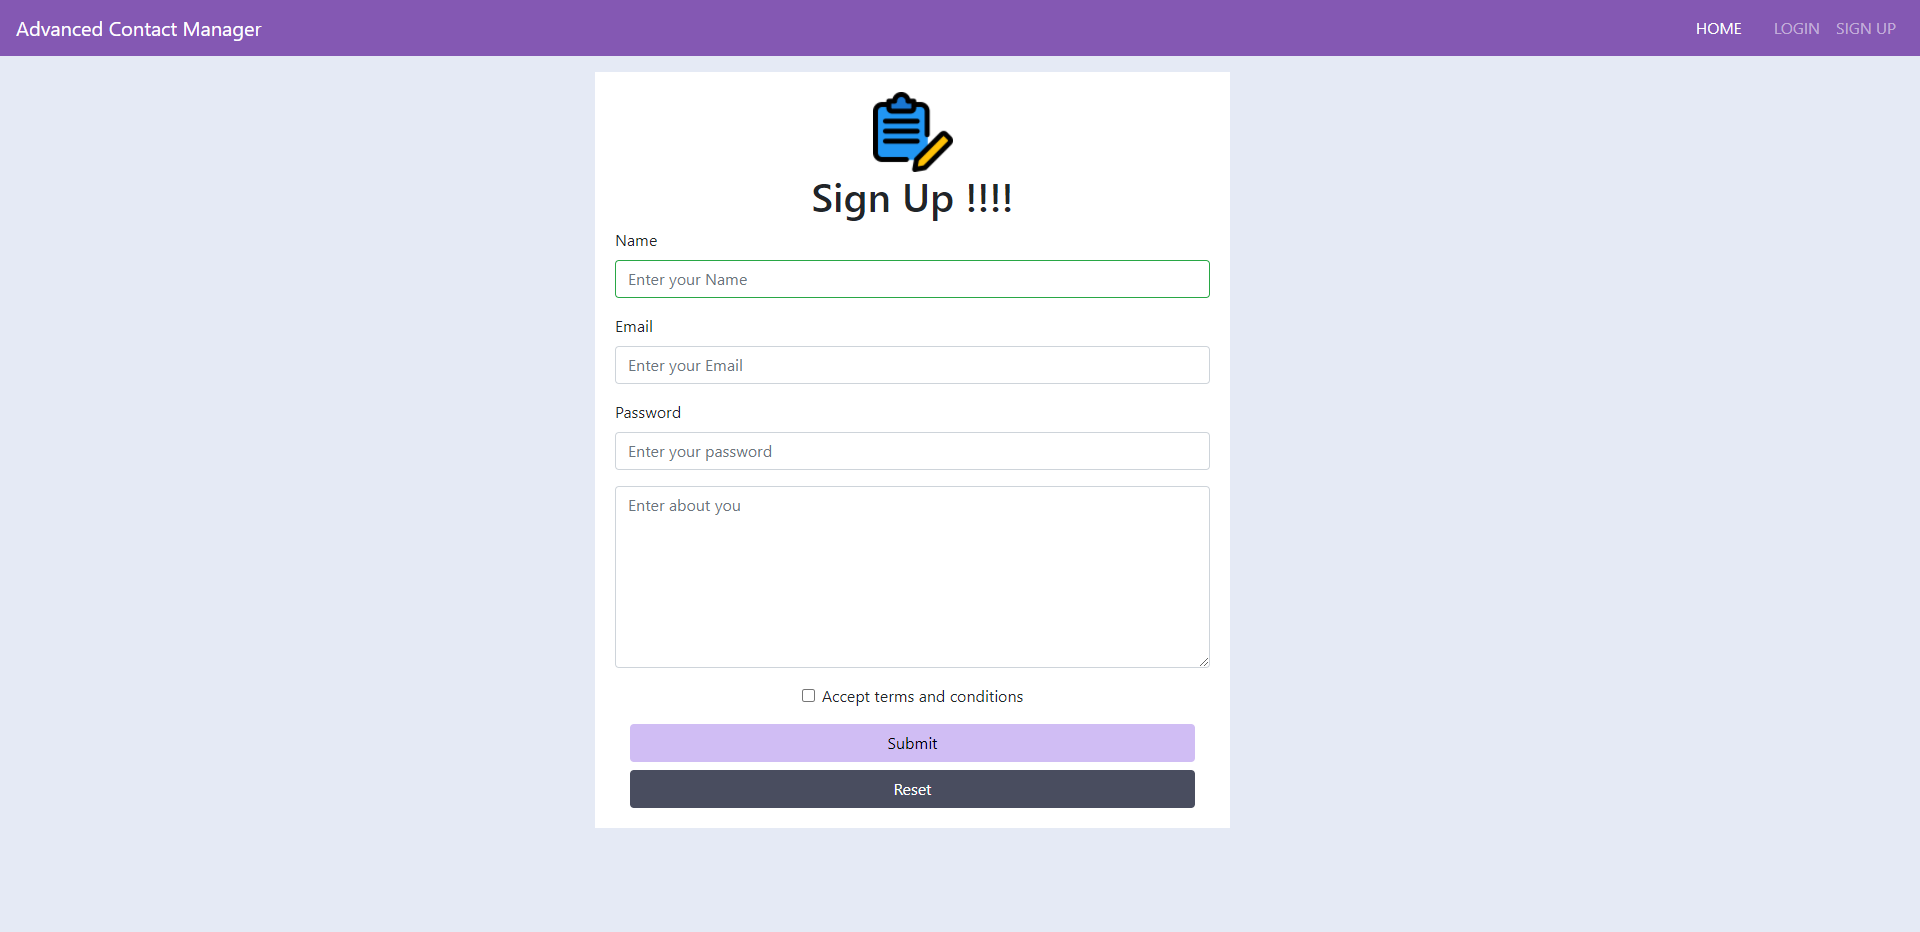 Advanced Contact Manager
HOME LOGIN SIGN UP
Sign Up !!!!
Name
Enter your Name
Email
Enter your Email
Password
Enter your password
Enter about you
Accept terms and conditions
Submit
Reset